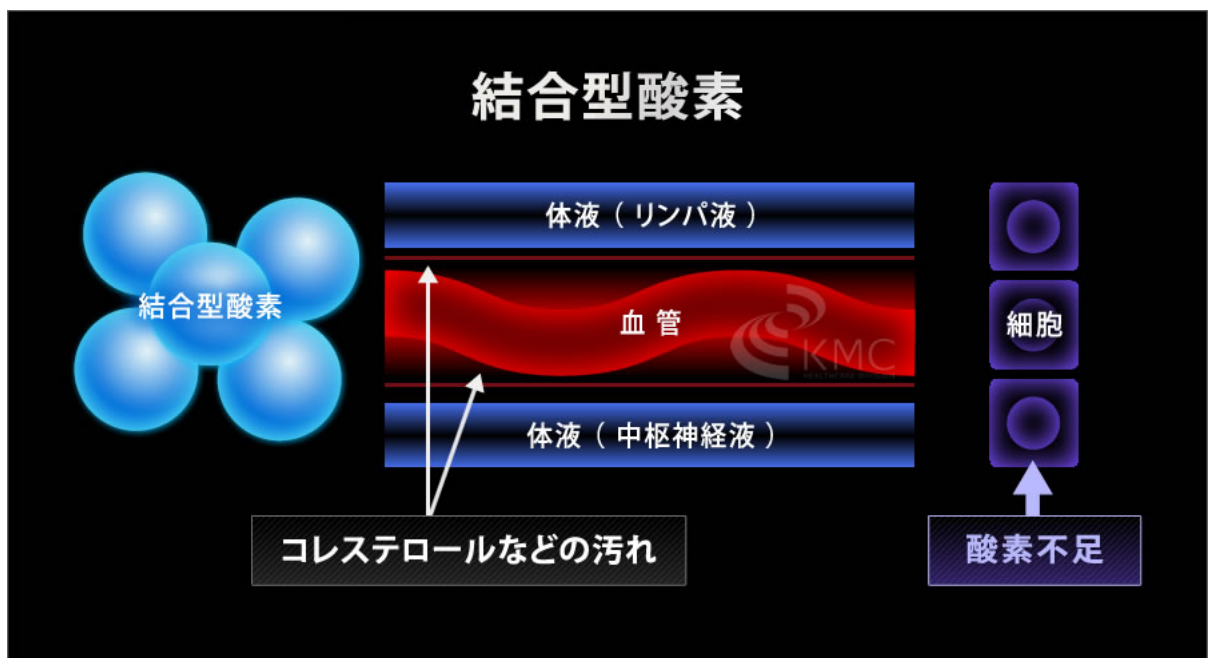 結合型酸素
体液（リンパ液）
結合型酸素
血管
細胞
KMC
HEALTHCARE DIVISION
体液（中枢神経液）
コレステロールなどの汚れ
酸素不足